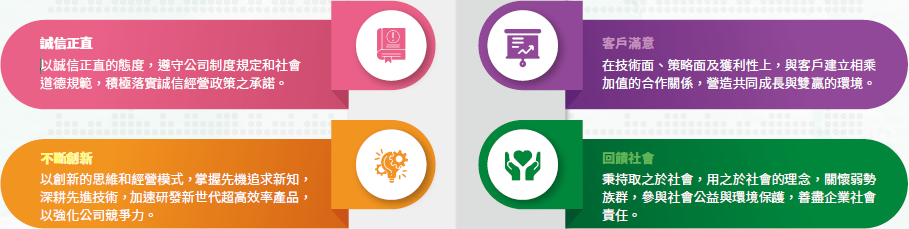 誠信正直
以誠信正直的態度，遵守公司制度規定和社會
道德規範，積極落實誠信經營政策之承諾。
客戶滿意
在技術面、策略面及獲利性上，與客戶建立相乘
加值的合作關係，營造共同成長與雙贏的環境。
不斷創新
以創新的思維和經營模式，掌握先機追求新知，
深耕先進技術，加速研發新世代超高效率產品，
以強化公司競爭力。
回饋社會
秉持取之於社會，用之於社會的理念，關懷弱勢
族群，參與社會公益與環境保護，善盡企業社會
責任。